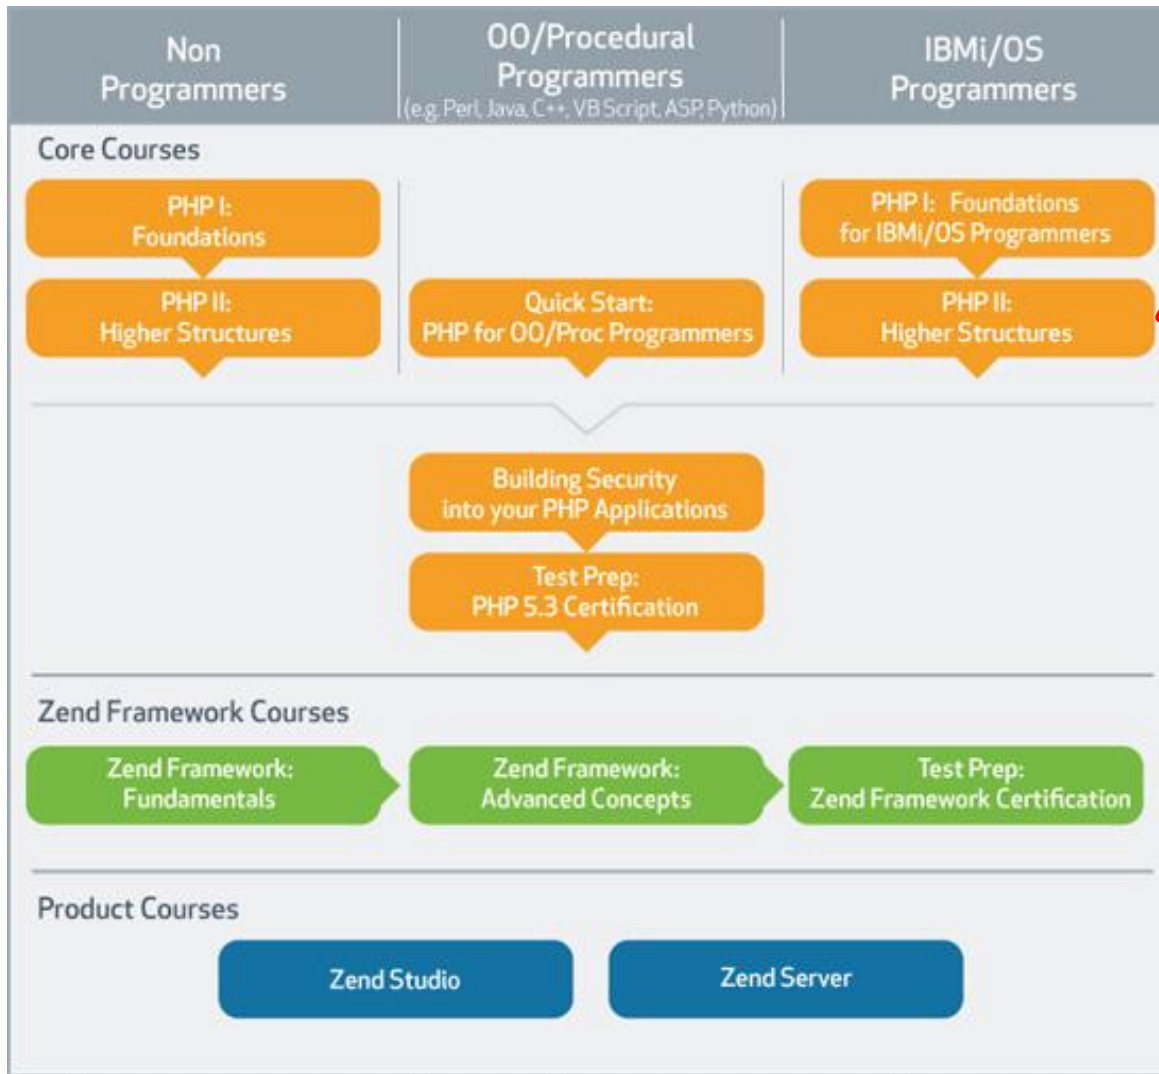 Non
Programmers
OO/Procedural
Programmers
(e.g. Perl, Java, C++, VB Script, ASP, Python)
IBMi/OS
Programmers
Core Courses
PHP I:
Foundations
PHP I: Foundations
for IBMi/OS Programmers
PHP II:
Higher Structures
Quick Start:
PHP for OO/Proc Programmers
PHP II:
Higher Structures
Building Security
into your PHP Applications
Test Prep:
PHP 5.3 Certification
Zend Framework Courses
Zend Framework:
Fundamentals
Zend Framework:
Advanced Concepts
Test Prep:
Zend Framework Certification
Product Courses
Zend Studio
Zend Server